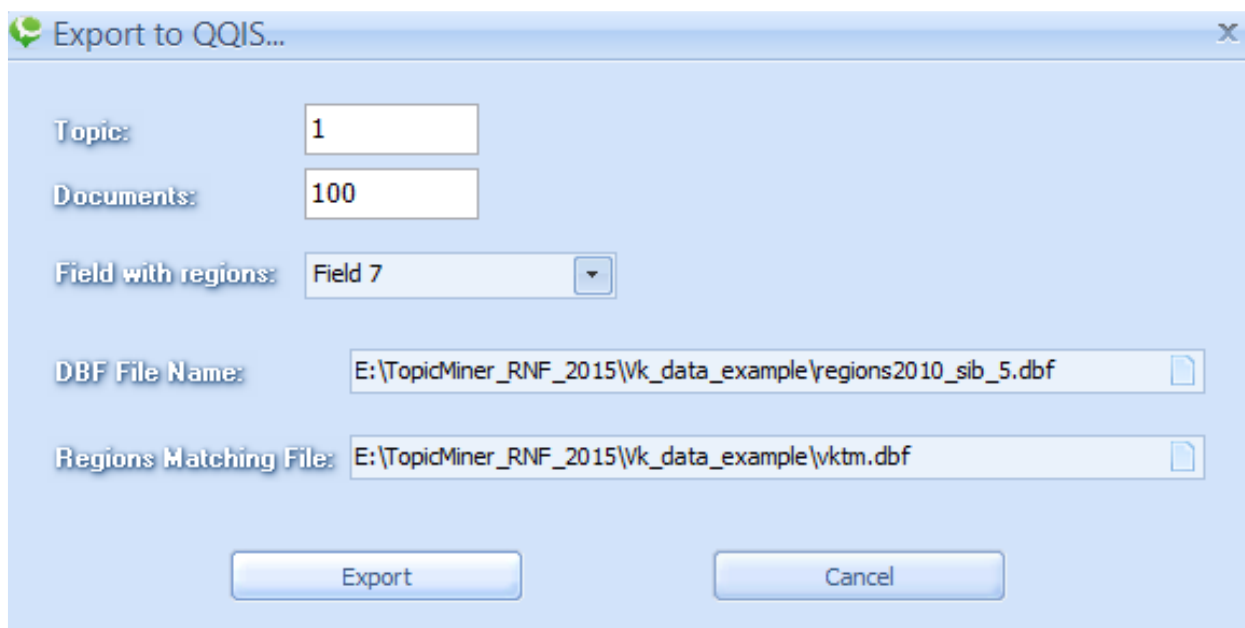 Export to QQIS...
Topic: 1
Documents: 100
Field with regions: Field 7
DBF File Name: E:\TopicMiner_RNF_2015\Vk_data_example\regions2010_sib_5.dbf
Regions Matching File: E:\TopicMiner_RNF_2015\Vk_data_example\vktm.dbf
Export Cancel